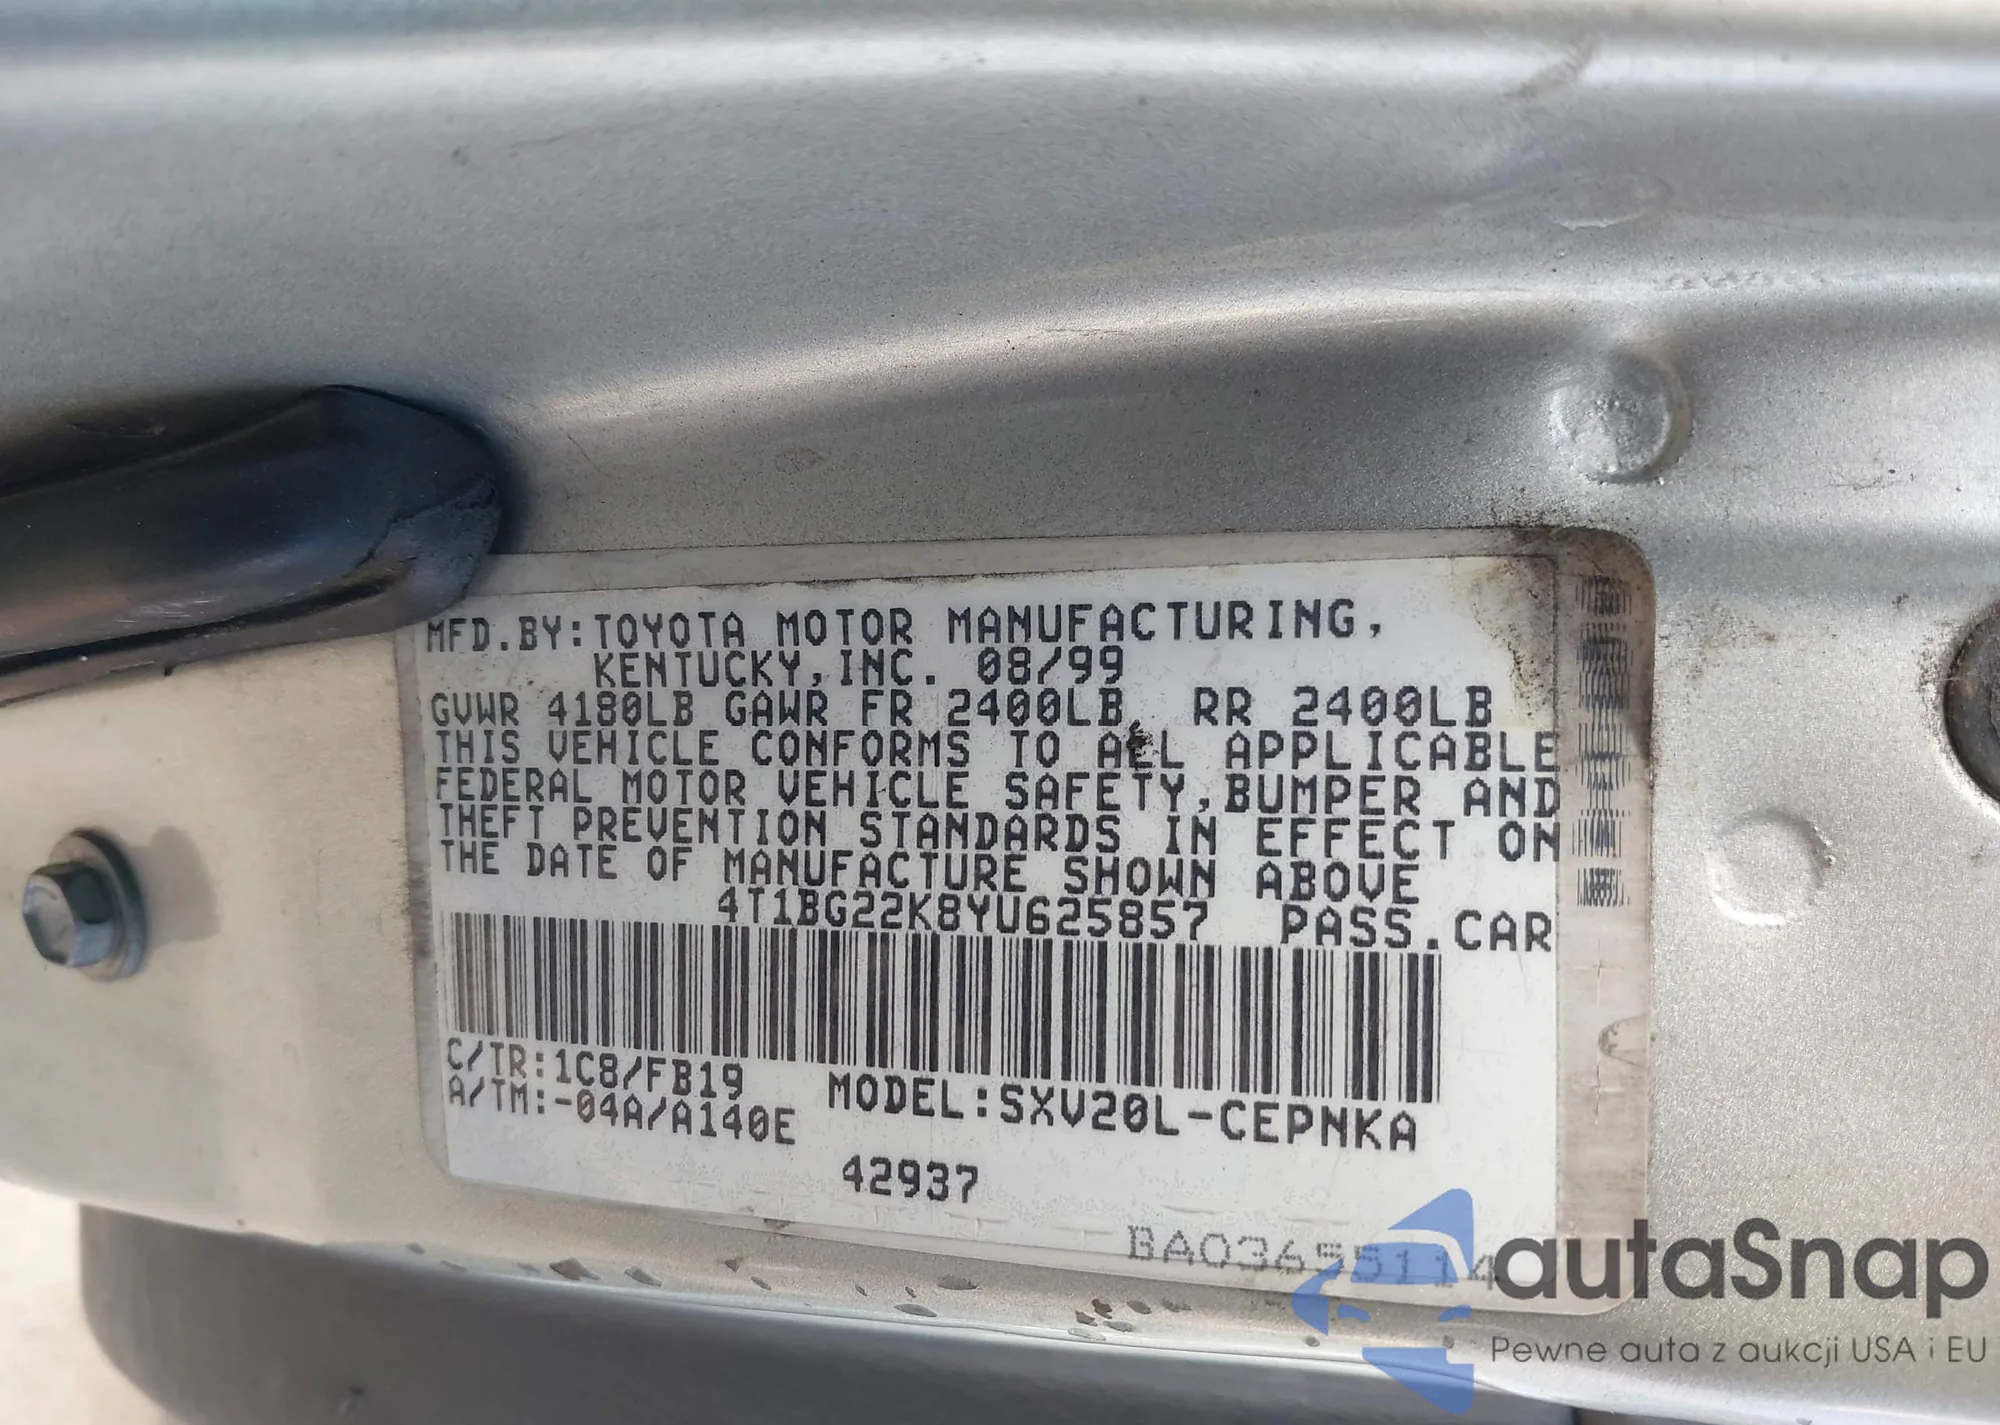 MFD.BY:TOYOTA MOTOR MANUFACTURING,
KENTUCKY,INC. 08/99
GVWR 4180LB GAWR FR 2400LB, RR 2400LB
THIS VEHICLE CONFORMS TO ALL APPLICABLE
FEDERAL MOTOR VEHICLE SAFETY,BUMPER AND
THEFT PREVENTION STANDARDS IN EFFECT ON
THE DATE OF MANUFACTURE SHOWN ABOVE
4T1BG22K8YU625857 PASS.CAR
C/TR:1C8/FB19
A/TM:-04A/A140E
MODEL:SXV20L-CEPNKA
42937
BA03655114
autaSnap
Pewne auta z aukcji USA i EU